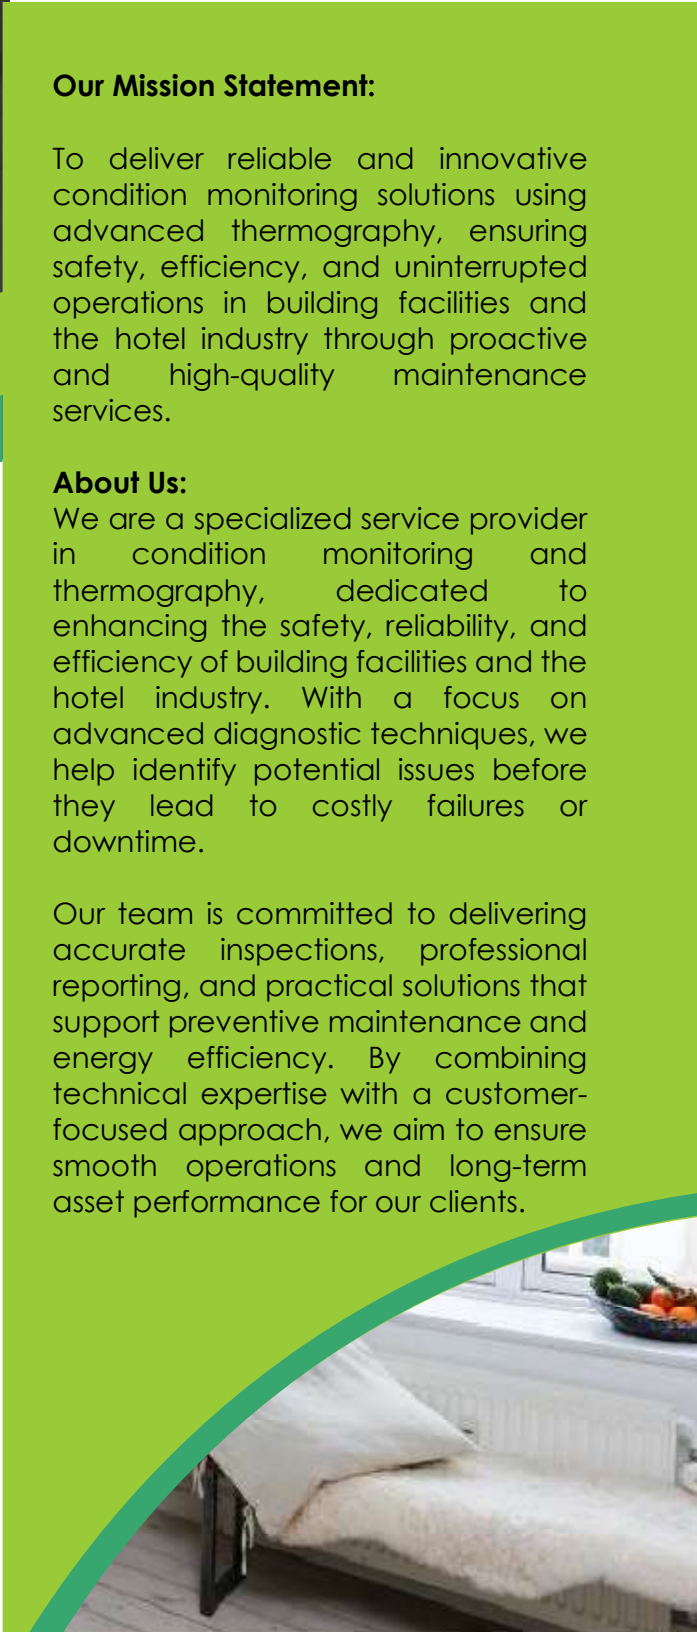 Our Mission Statement:
To deliver reliable and innovative
condition monitoring solutions using
advanced thermography, ensuring
safety, efficiency, and uninterrupted
operations in building facilities and
the hotel industry through proactive
and high-quality maintenance
services.
About Us:
We are a specialized service provider
in condition monitoring and
thermography, dedicated to
enhancing the safety, reliability, and
efficiency of building facilities and the
hotel industry. With a focus on
advanced diagnostic techniques, we
help identify potential issues before
they lead to costly failures or
downtime.
Our team is committed to delivering
accurate inspections, professional
reporting, and practical solutions that
support preventive maintenance and
energy efficiency. By combining
technical expertise with a customer-
focused approach, we aim to ensure
smooth operations and long-term
asset performance for our clients.